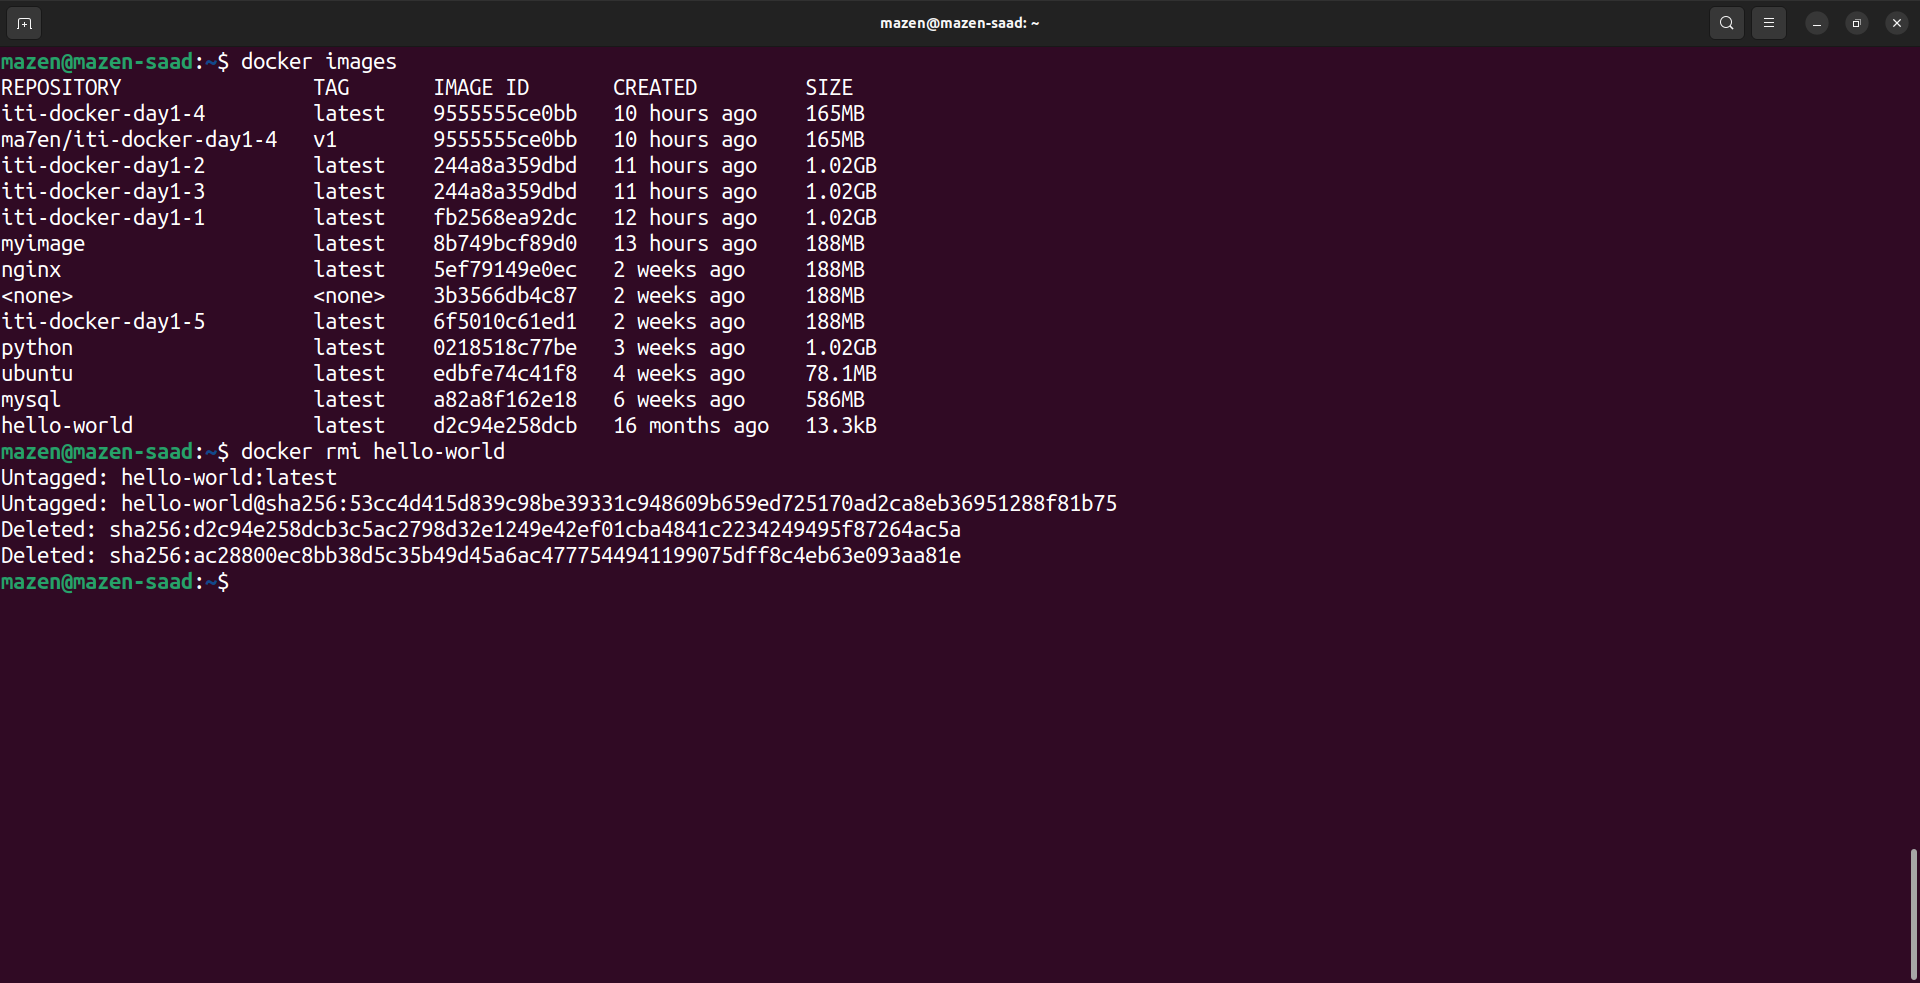 mazen@mazen-saad: ~
mazen@mazen-saad:~$ docker images
REPOSITORY                TAG       IMAGE ID       CREATED         SIZE
iti-docker-day1-4         latest    9555555ce0bb   10 hours ago    165MB
ma7en/iti-docker-day1-4   v1        9555555ce0bb   10 hours ago    165MB
iti-docker-day1-2         latest    244a8a359dbd   11 hours ago    1.02GB
iti-docker-day1-3         latest    244a8a359dbd   11 hours ago    1.02GB
iti-docker-day1-1         latest    fb2568ea92dc   12 hours ago    1.02GB
myimage                   latest    8b749bcf89d0   13 hours ago    188MB
nginx                     latest    5ef79149e0ec   2 weeks ago     188MB
<none>                    <none>    3b3566db4c87   2 weeks ago     188MB
iti-docker-day1-5         latest    6f5010c61ed1   2 weeks ago     188MB
python                    latest    0218518c77be   3 weeks ago     1.02GB
ubuntu                    latest    edbfe74c41f8   4 weeks ago     78.1MB
mysql                     latest    a82a8f162e18   6 weeks ago     586MB
hello-world               latest    d2c94e258dcb   16 months ago   13.3kB
mazen@mazen-saad:~$ docker rmi hello-world
Untagged: hello-world:latest
Untagged: hello-world@sha256:53cc4d415d839c98be39331c948609b659ed725170ad2ca8eb36951288f81b75
Deleted: sha256:d2c94e258dcb3c5ac2798d32e1249e42ef01cba4841c2234249495f87264ac5a
Deleted: sha256:ac28800ec8bb38d5c35b49d45a6ac4777544941199075dff8c4eb63e093aa81e
mazen@mazen-saad:~$